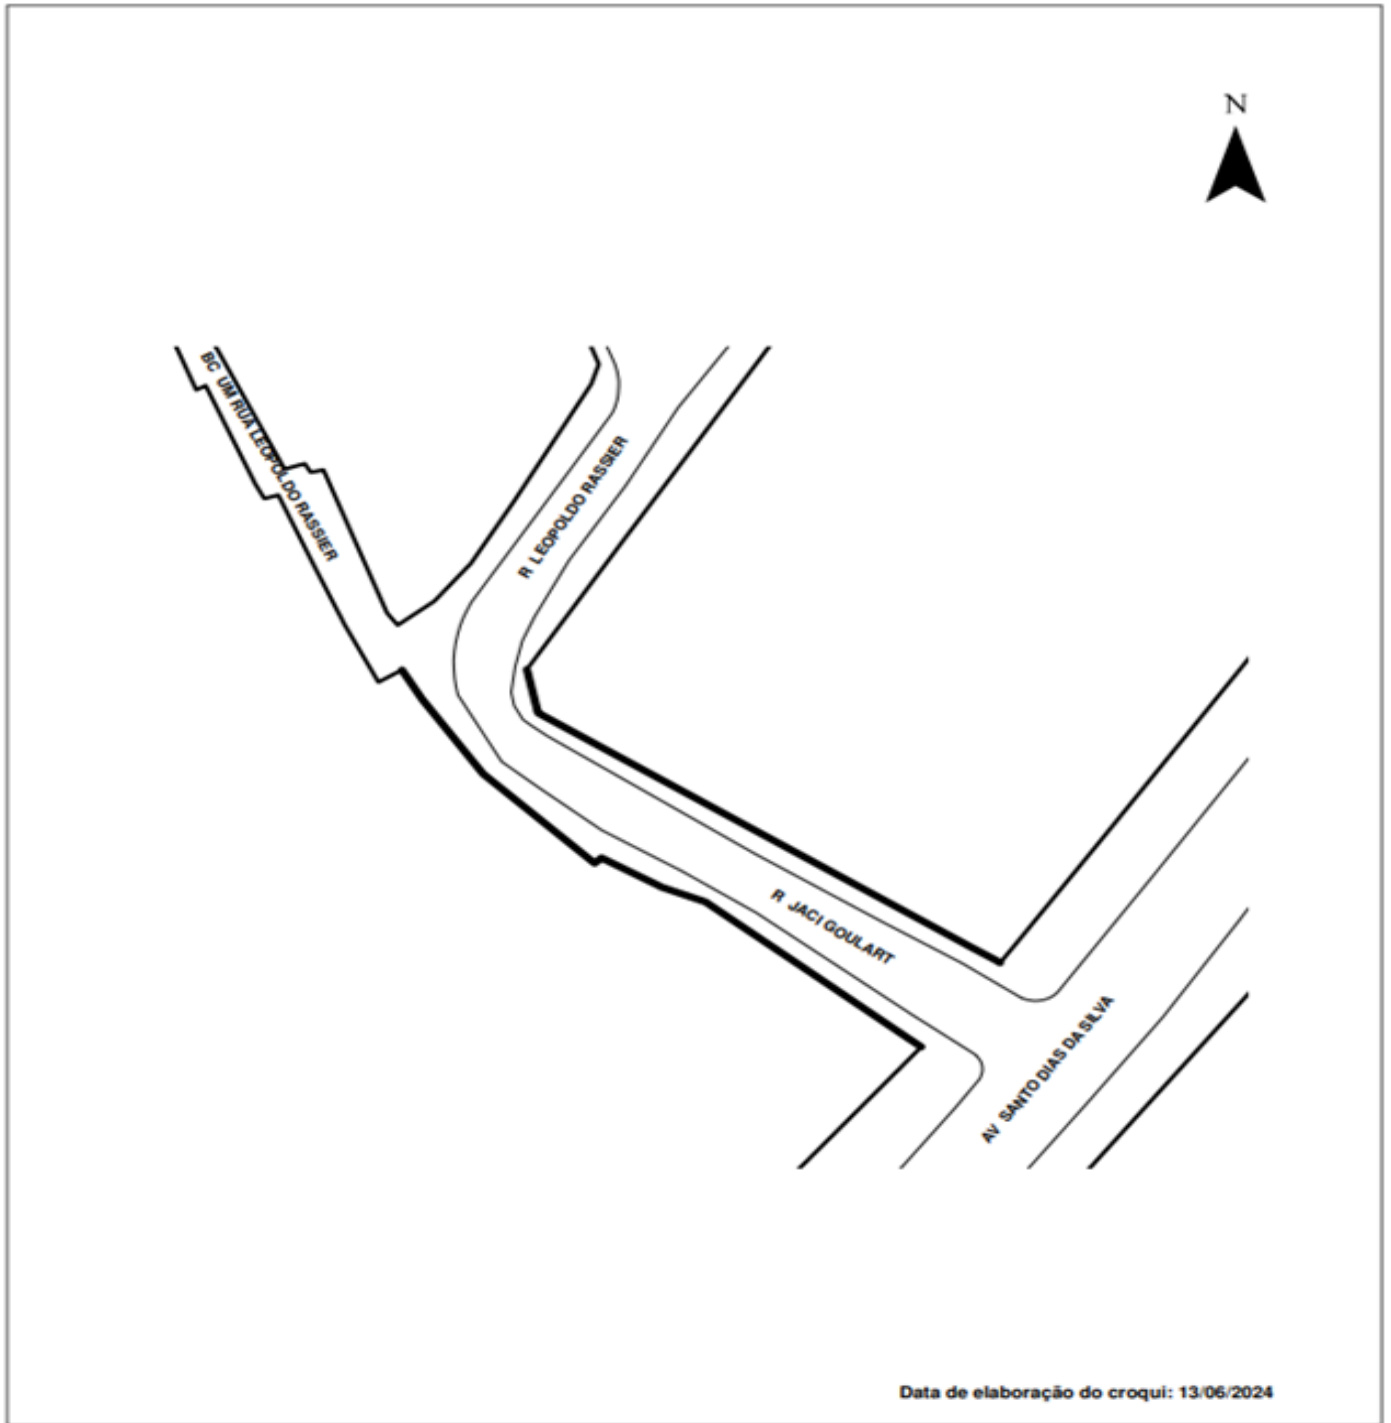 N
BC UM RUA LEOPOLDO RASSIER
R LEOPOLDO RASSIER
R JACI GOULART
AV SANTO DIAS DA SILVA
Data de elaboração do croqui: 13/06/2024